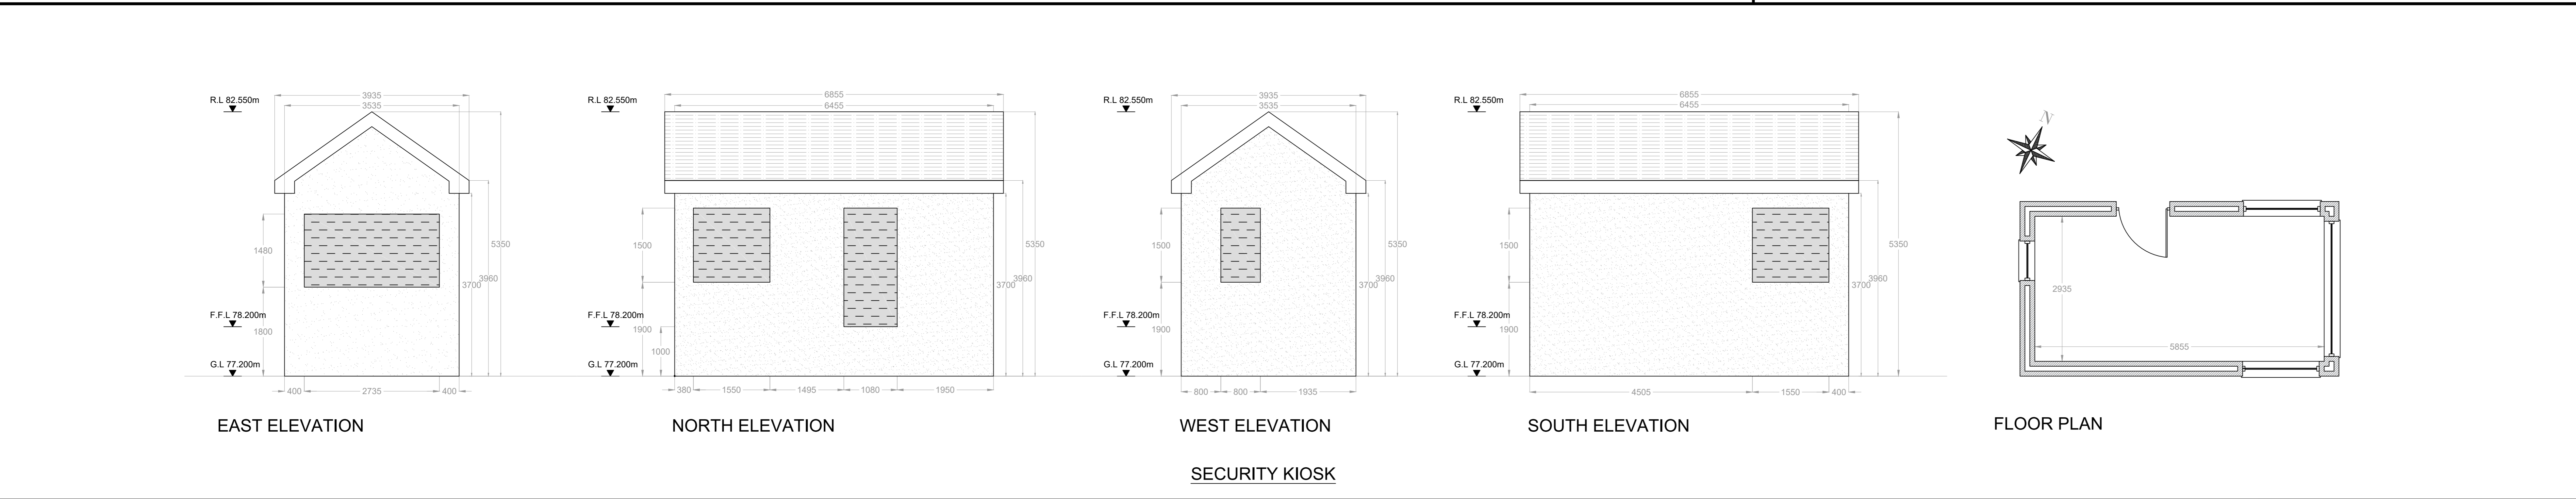 R.L 82.550m
3935
3535
1480
1800
5350
3960
3700
F.F.L 78.200m
G.L 77.200m
400
2735
400
EAST ELEVATION
R.L 82.550m
6855
6455
1500
1900
1000
5350
3960
3700
F.F.L 78.200m
G.L 77.200m
380
1550
1495
1080
1950
NORTH ELEVATION
R.L 82.550m
3935
3535
1500
1900
5350
3960
3700
F.F.L 78.200m
G.L 77.200m
800
800
1935
WEST ELEVATION
R.L 82.550m
6855
6455
1500
1900
5350
3960
3700
F.F.L 78.200m
G.L 77.200m
4505
1550
400
SOUTH ELEVATION
N
2935
5855
FLOOR PLAN
SECURITY KIOSK